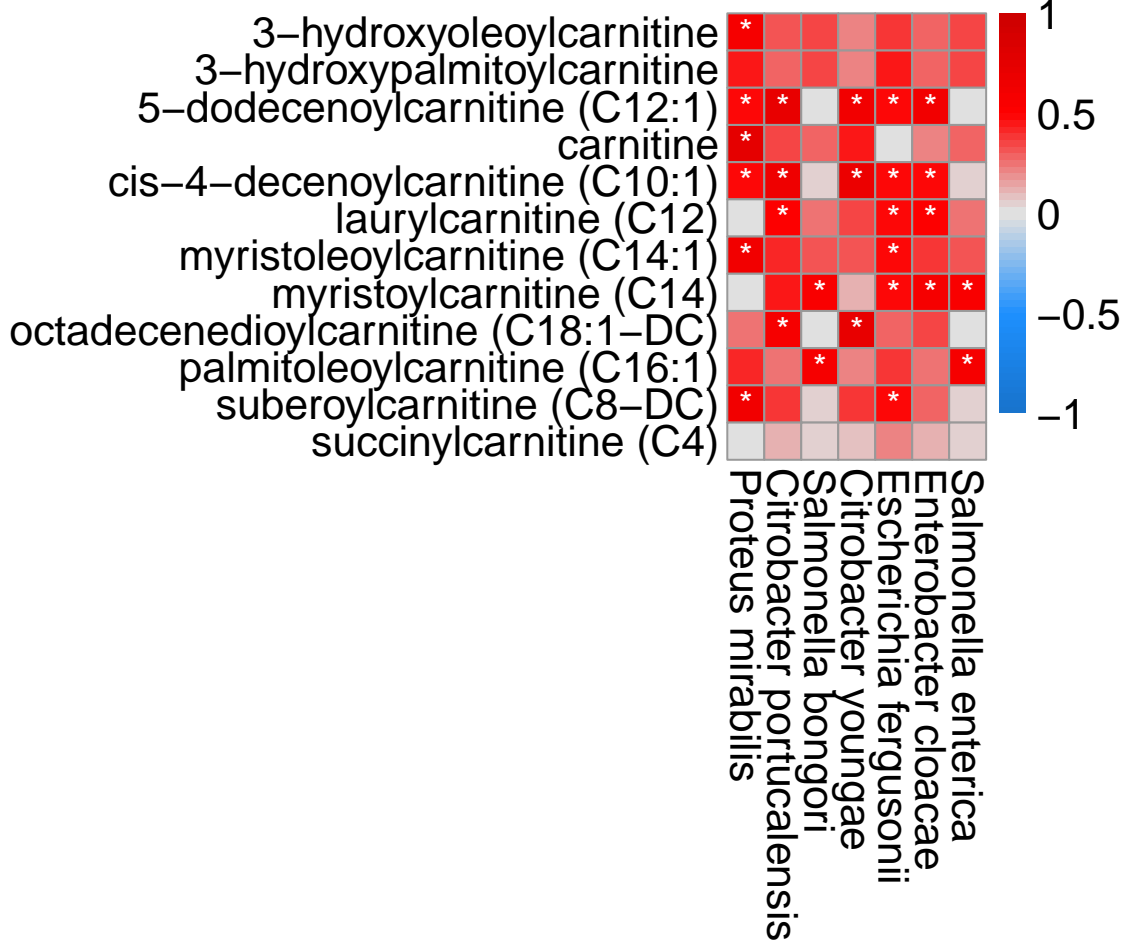 3−hydroxyoleoylcarnitine
3−hydroxypalmitoylcarnitine
5−dodecenoylcarnitine (C12:1)
carnitine
cis−4−decenoylcarnitine (C10:1)
laurylcarnitine (C12)
myristoleoylcarnitine (C14:1)
myristoylcarnitine (C14)
octadecenedioylcarnitine (C18:1−DC)
palmitoleoylcarnitine (C16:1)
suberoylcarnitine (C8−DC)
succinylcarnitine (C4)
*
* * * * *
*
* * * * *
* * *
* *
* * * *
* *
* *
* *
1
0.5
0
−0.5
−1
Proteus mirabilis
Citrobacter portucalensis
Salmonella bongori
Citrobacter youngae
Escherichia fergusonii
Enterobacter cloacae
Salmonella enterica